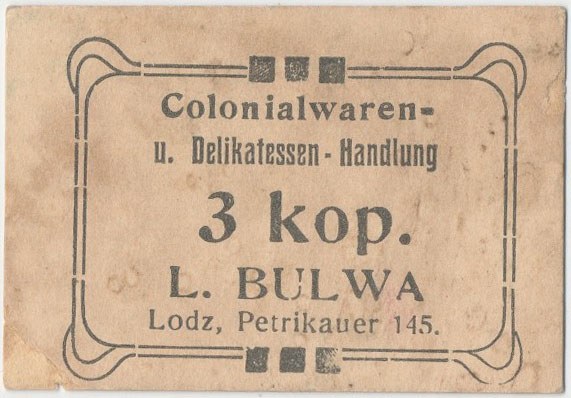 Colonialwaren-
u. Delikatessen - Handlung
3 kop.
L. BULWA
Lodz, Petrikauer 145.